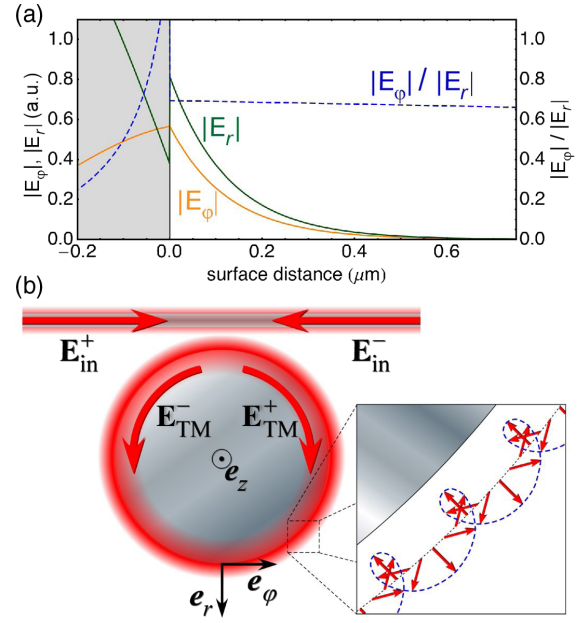 (a)
1.0
0.8
0.6
0.4
0.2
0.0
|E_φ|, |E_r| (a.u.)
|E_φ| / |E_r|
|E_r|
|E_φ|
1.0
0.8
0.6
0.4
0.2
0.0
|E_φ|/|E_r|
−0.2 0.0 0.2 0.4 0.6
surface distance (μm)
(b)
E_in^+ E_in^−
E_TM^− E_TM^+
e_z
e_r e_φ